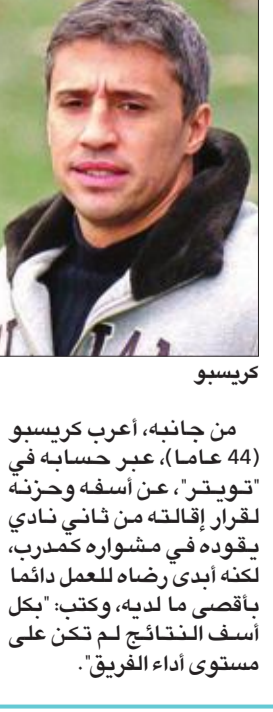 كريسبو
من جانبه، أعرب كريسبو
(44 عاما)، عبر حسابه في
"تويتر"، عن أسفه وحزنه
لقرار إقالته من ثاني نادي
يقوده في مشواره كمدرب،
لكنه أبدى رضاه للعمل دائما
بأقصى ما لديه، وكتب: "بكل
أسف النتائج لم تكن على
مستوى أداء الفريق".